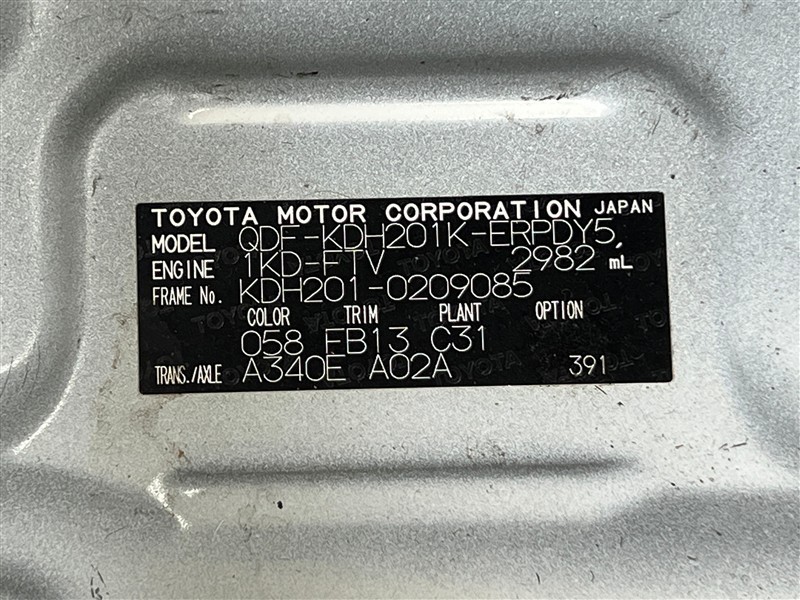 TOYOTA MOTOR CORPORATION JAPAN
MODEL QDF-KDH201K-ERPDY5,
ENGINE 1KD-FTV 2982 mL
FRAME No. KDH201-0209085
COLOR TRIM PLANT OPTION
058 FB13 C31
TRANS./AXLE A340E A02A 391